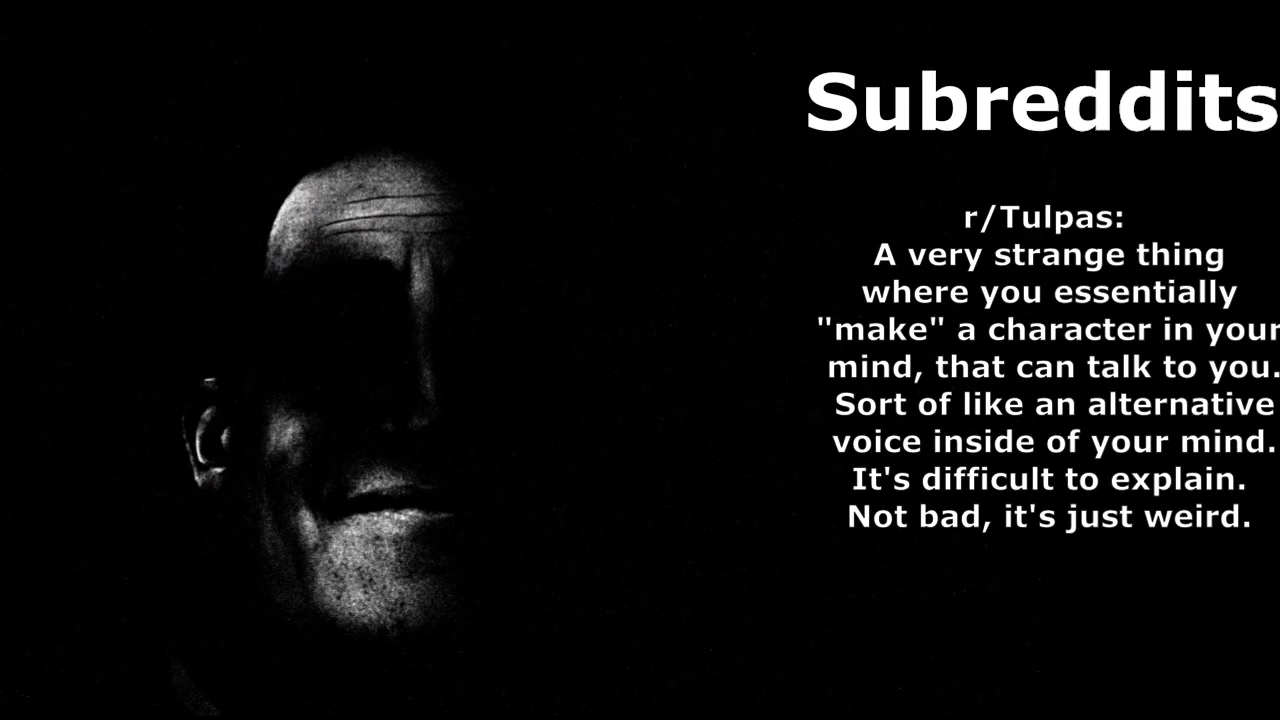 Subreddits
r/Tulpas:
A very strange thing
where you essentially
"make" a character in your
mind, that can talk to you.
Sort of like an alternative
voice inside of your mind.
It's difficult to explain.
Not bad, it's just weird.